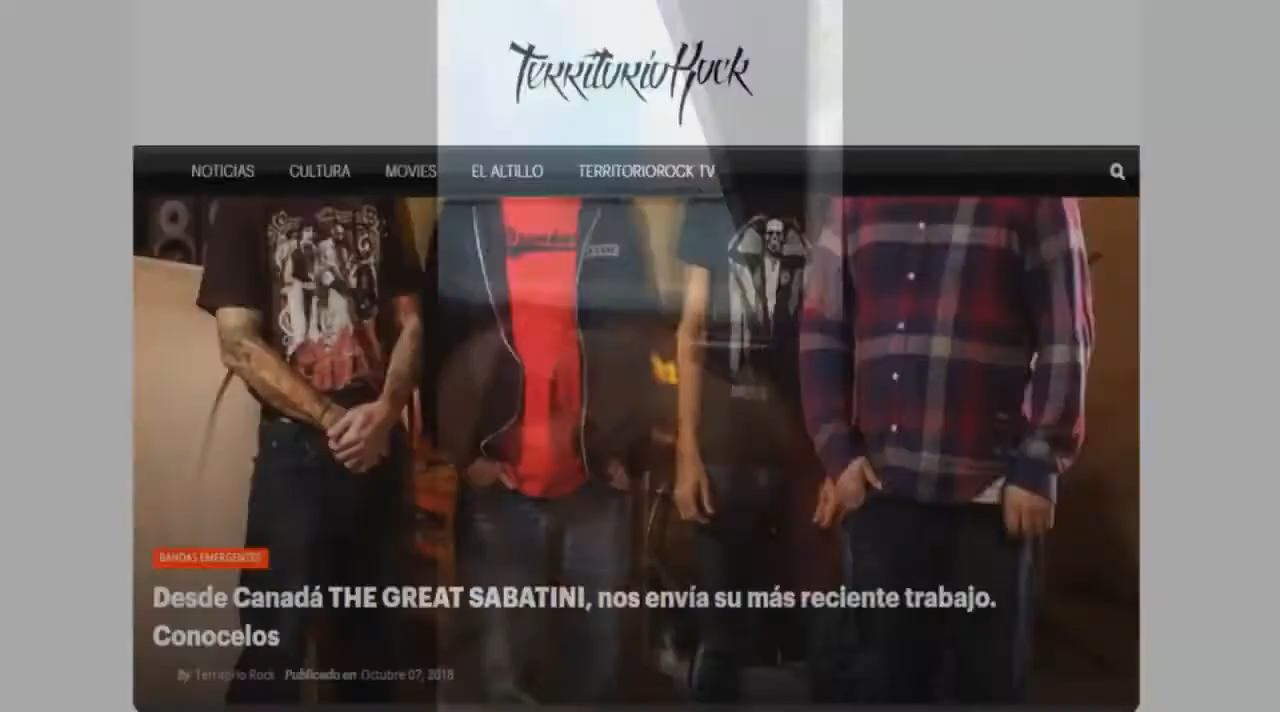 TerritorioRock
NOTICIAS CULTURA MOVIES EL ALTILLO TERRITORIOROCK TV
BANDAS EMERGENTES
Desde Canadá THE GREAT SABATINI, nos envía su más reciente trabajo.
Conocelos
By Territorio Rock Publicado en Octubre 07, 2018